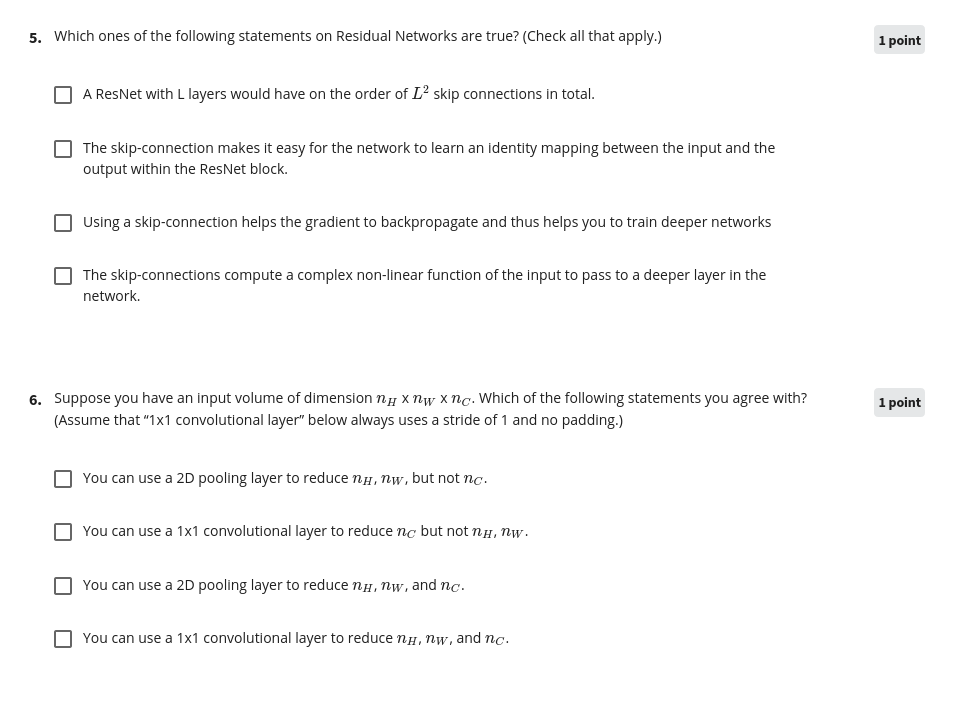 5. Which ones of the following statements on Residual Networks are true? (Check all that apply.)
1 point
A ResNet with L layers would have on the order of L² skip connections in total.
The skip-connection makes it easy for the network to learn an identity mapping between the input and the
output within the ResNet block.
Using a skip-connection helps the gradient to backpropagate and thus helps you to train deeper networks
The skip-connections compute a complex non-linear function of the input to pass to a deeper layer in the
network.
6. Suppose you have an input volume of dimension n_H x n_W x n_C. Which of the following statements you agree with?
1 point
(Assume that “1x1 convolutional layer” below always uses a stride of 1 and no padding.)
You can use a 2D pooling layer to reduce n_H, n_W, but not n_C.
You can use a 1x1 convolutional layer to reduce n_C but not n_H, n_W.
You can use a 2D pooling layer to reduce n_H, n_W, and n_C.
You can use a 1x1 convolutional layer to reduce n_H, n_W, and n_C.